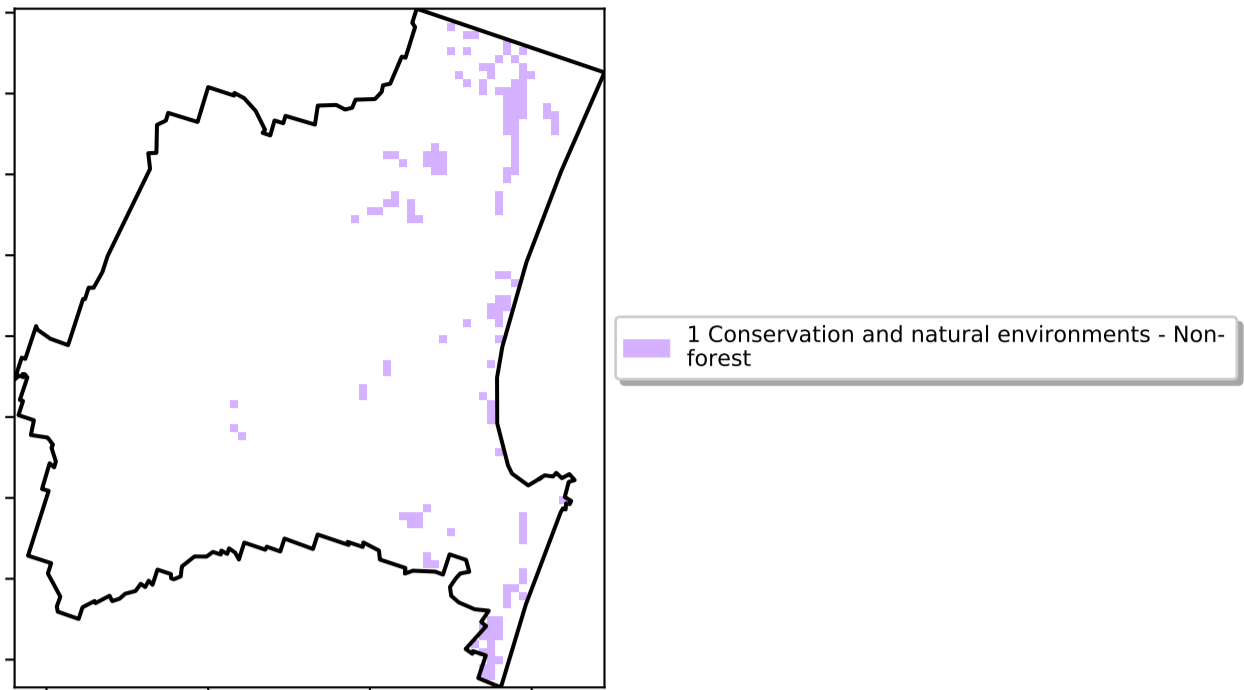 1 Conservation and natural environments - Non-
forest